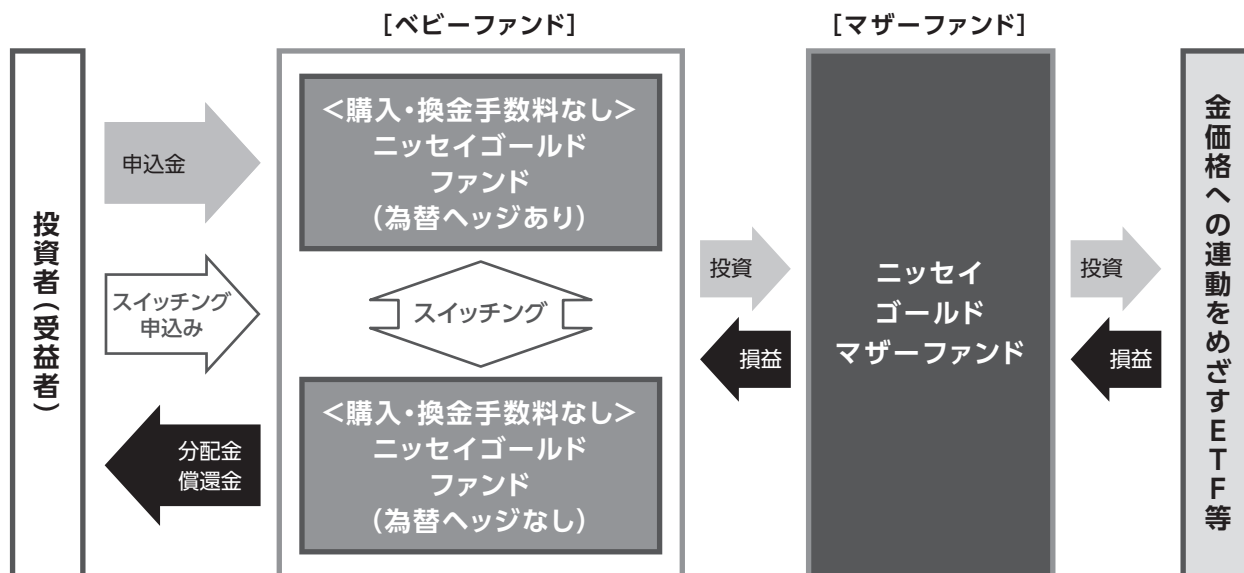 [ベビーファンド]
[マザーファンド]
投資者(受益者)
申込金
スイッチング
申込み
分配金
償還金
<購入・換金手数料なし>
ニッセイゴールド
ファンド
(為替ヘッジあり)
スイッチング
<購入・換金手数料なし>
ニッセイゴールド
ファンド
(為替ヘッジなし)
投資
損益
ニッセイ
ゴールド
マザーファンド
投資
損益
金価格への連動をめざすETF等